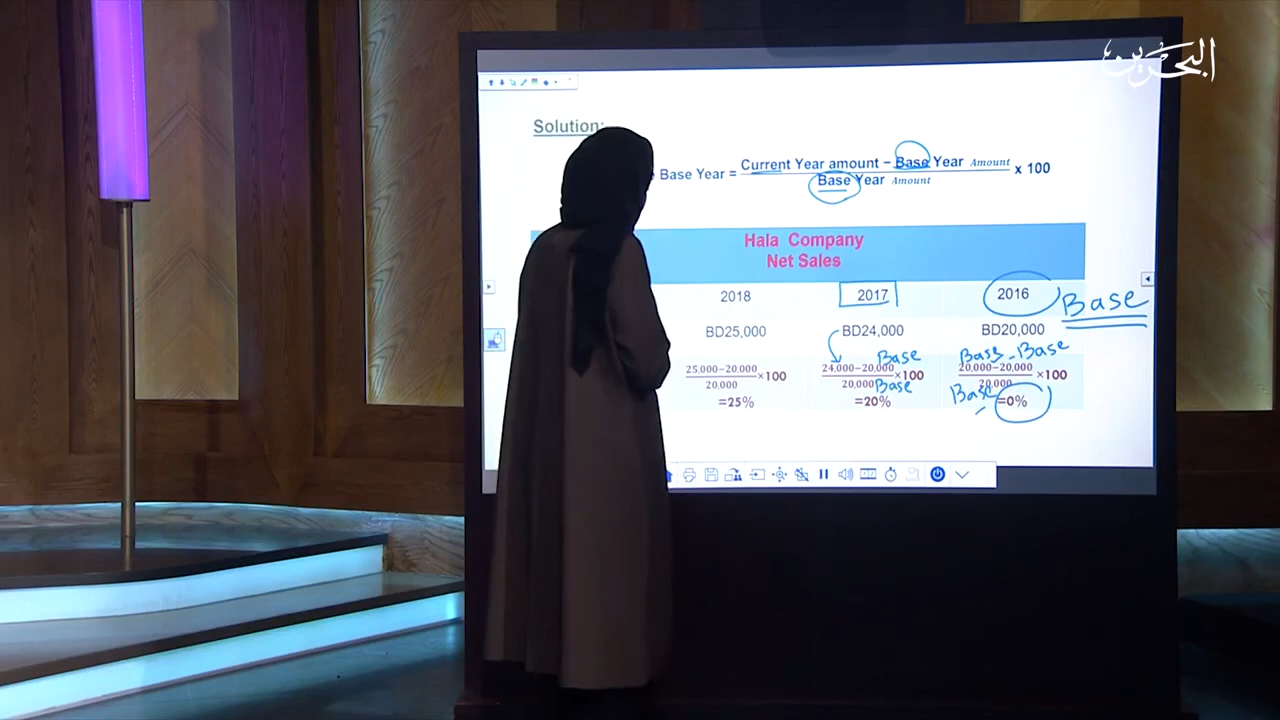 البحرين
Solution:
Base Year = Current Year amount – Base Year Amount x 100
Base Year Amount
Hala Company
Net Sales
2018 2017 2016 Base
BD25,000 BD24,000 BD20,000
Base Base - Base
25.000−20.000 ×100 24.000−20,000 ×100 20.000−20,000 ×100
20,000 20,000 Base 20.000
Base
=25% =20% =0%